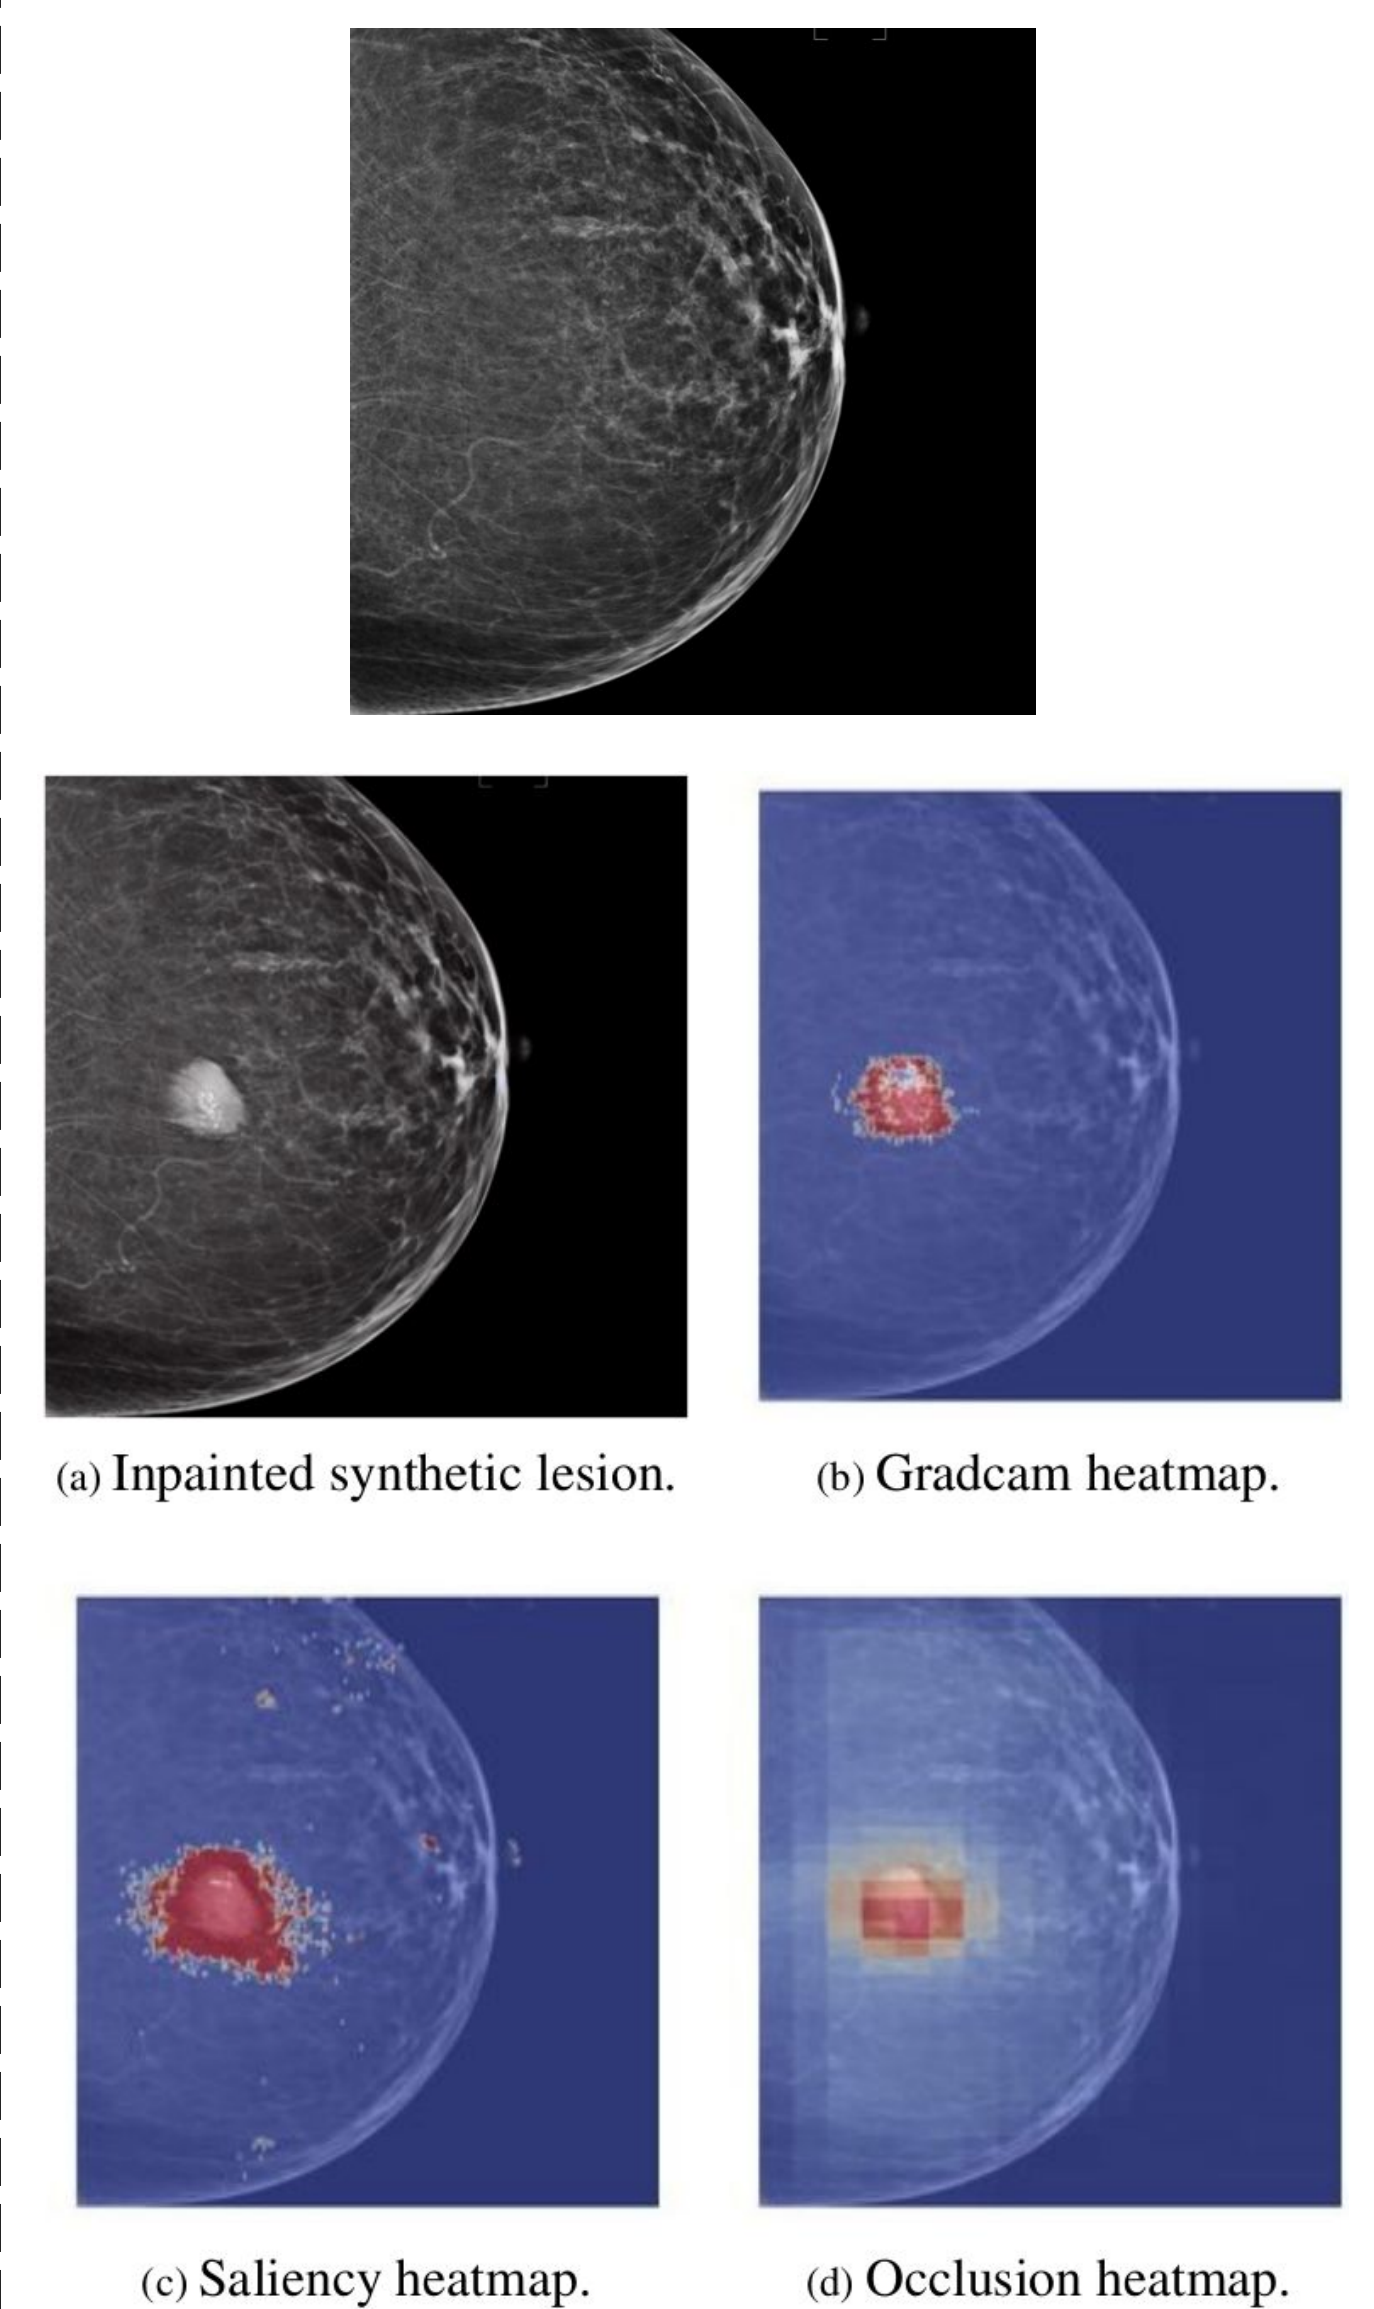 (a) Inpainted synthetic lesion.
(b) Gradcam heatmap.
(c) Saliency heatmap.
(d) Occlusion heatmap.